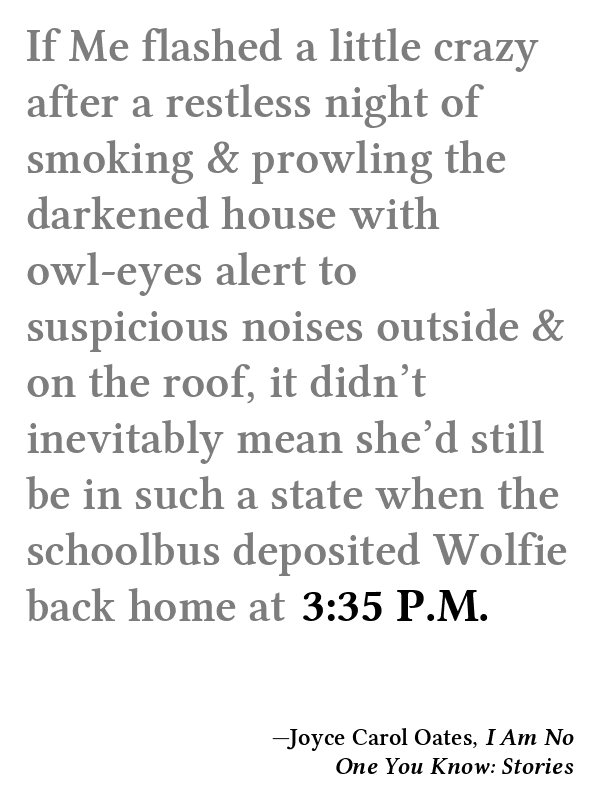 If Me flashed a little crazy
after a restless night of
smoking & prowling the
darkened house with
owl-eyes alert to
suspicious noises outside &
on the roof, it didn’t
inevitably mean she’d still
be in such a state when the
schoolbus deposited Wolfie
back home at 3:35 P.M.
—Joyce Carol Oates, I Am No
One You Know: Stories